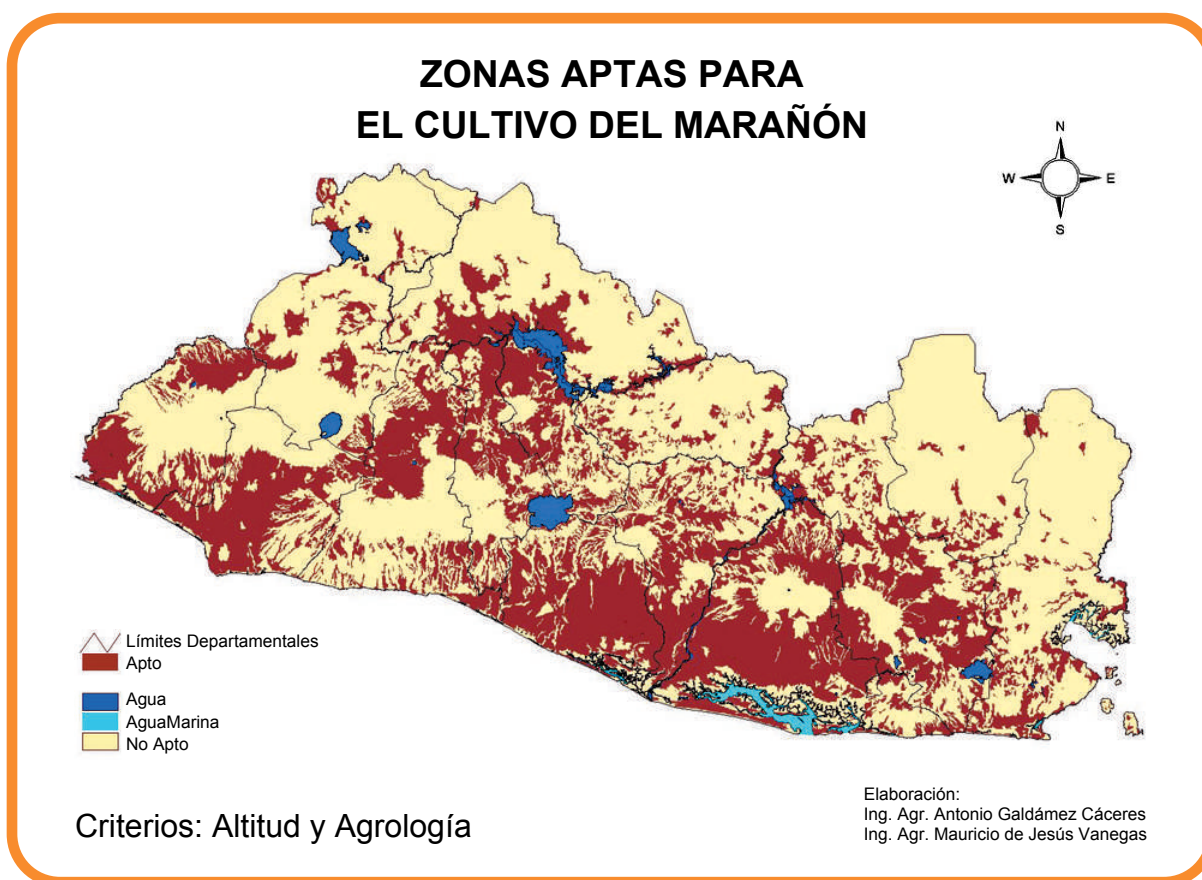 ZONAS APTAS PARA
EL CULTIVO DEL MARAÑÓN
N
W
E
S
Límites Departamentales
Apto
Agua
AguaMarina
No Apto
Criterios: Altitud y Agrología
Elaboración:
Ing. Agr. Antonio Galdámez Cáceres
Ing. Agr. Mauricio de Jesús Vanegas